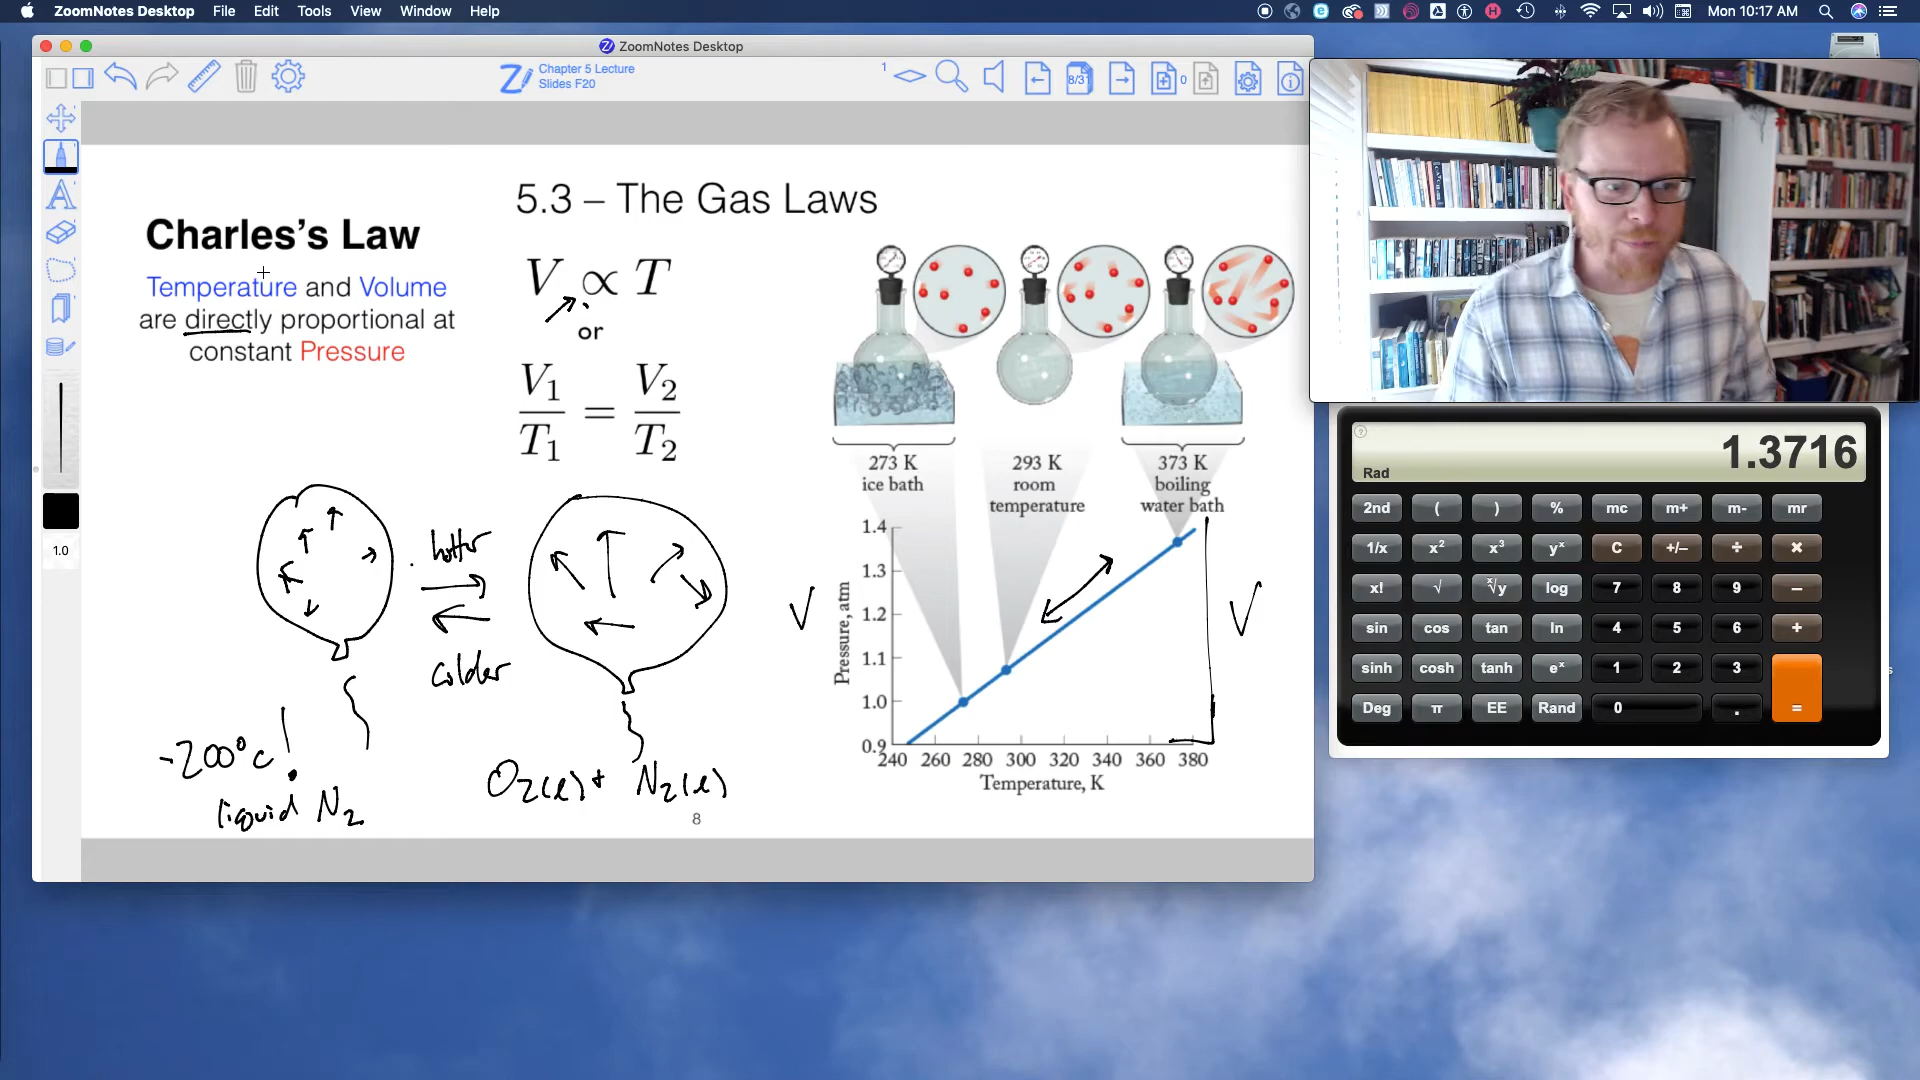 ZoomNotes Desktop File Edit Tools View Window Help Mon 10:17 AM
ZoomNotes Desktop
Chapter 5 Lecture
Slides F20
1
8/31
0
5.3 – The Gas Laws
Charles's Law
Temperature and Volume
are directly proportional at
constant Pressure
V ∝ T
or
V₁/T₁ = V₂/T₂
273 K
ice bath
293 K
room
temperature
373 K
boiling
water bath
1.4
1.3
1.2
1.1
1.0
0.9
Pressure, atm
240 260 280 300 320 340 360 380
Temperature, K
V
V
hotter
colder
-200°C
liquid N₂
O₂(l) + N₂(l)
8
1.0
1.3716
Rad
2nd ( ) % mc m+ m- mr
1/x x² x³ yˣ C +/– ÷ ×
x! √ ˣ√y log 7 8 9 –
sin cos tan ln 4 5 6 +
sinh cosh tanh eˣ 1 2 3
Deg π EE Rand 0 . =